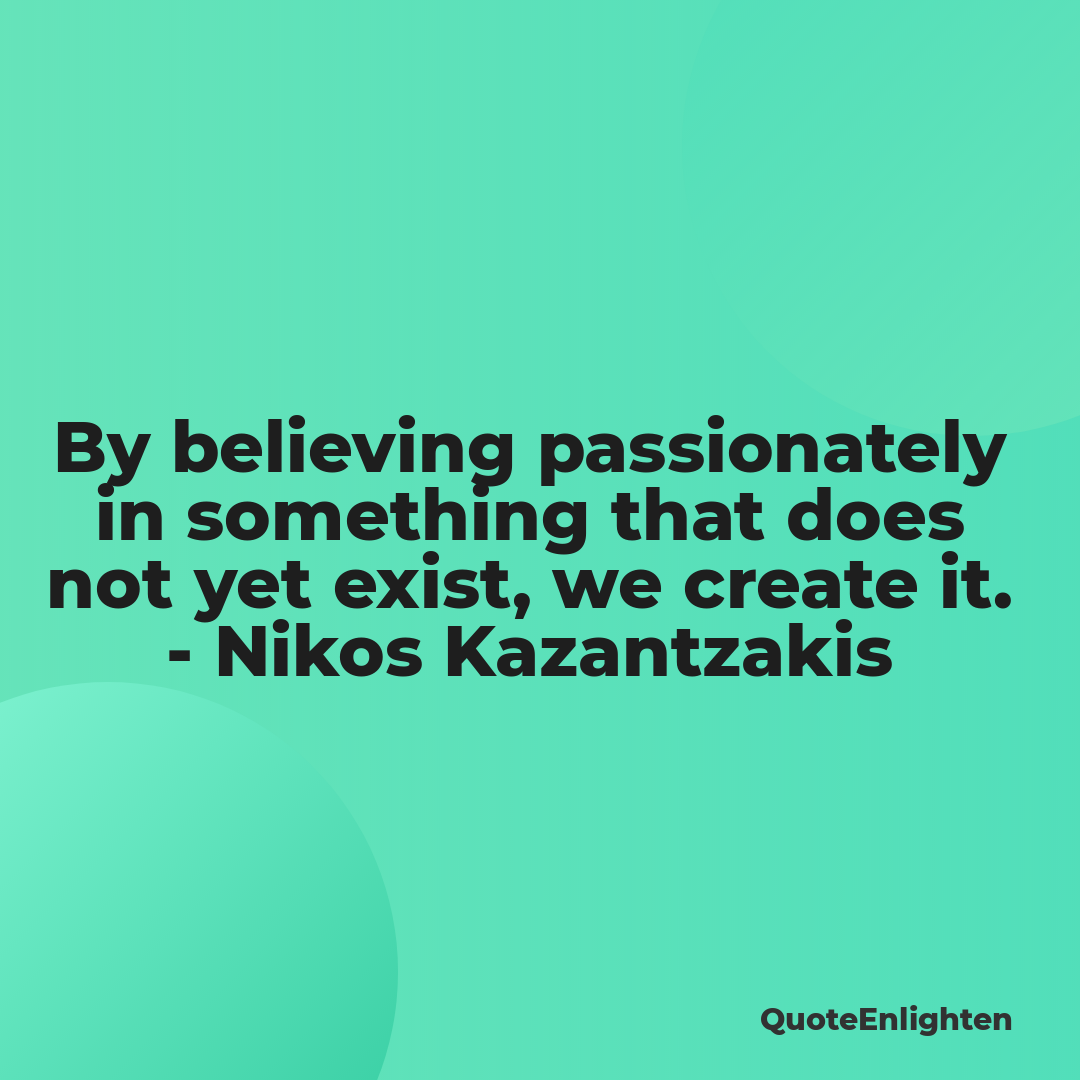 By believing passionately
in something that does
not yet exist, we create it.
- Nikos Kazantzakis
QuoteEnlighten